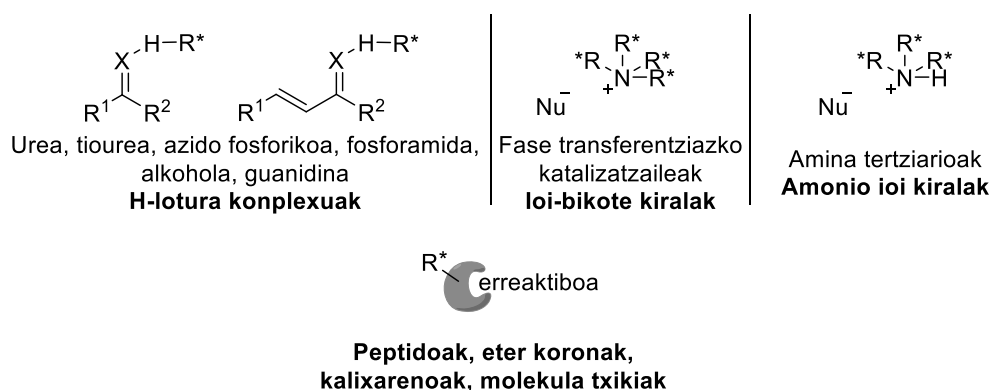 H–R*
X
R¹ R²
H–R*
X
R¹ R²
Urea, tiourea, azido fosforikoa, fosforamida,
alkohola, guanidina
H-lotura konplexuak
R*
*R R*
N R*
+
Nu⁻
Fase transferentziazko
katalizatzaileak
Ioi-bikote kiralak
R*
*R R*
N–H
+
Nu⁻
Amina tertziarioak
Amonio ioi kiralak
R*
erreaktiboa
Peptidoak, eter koronak,
kalixarenoak, molekula txikiak